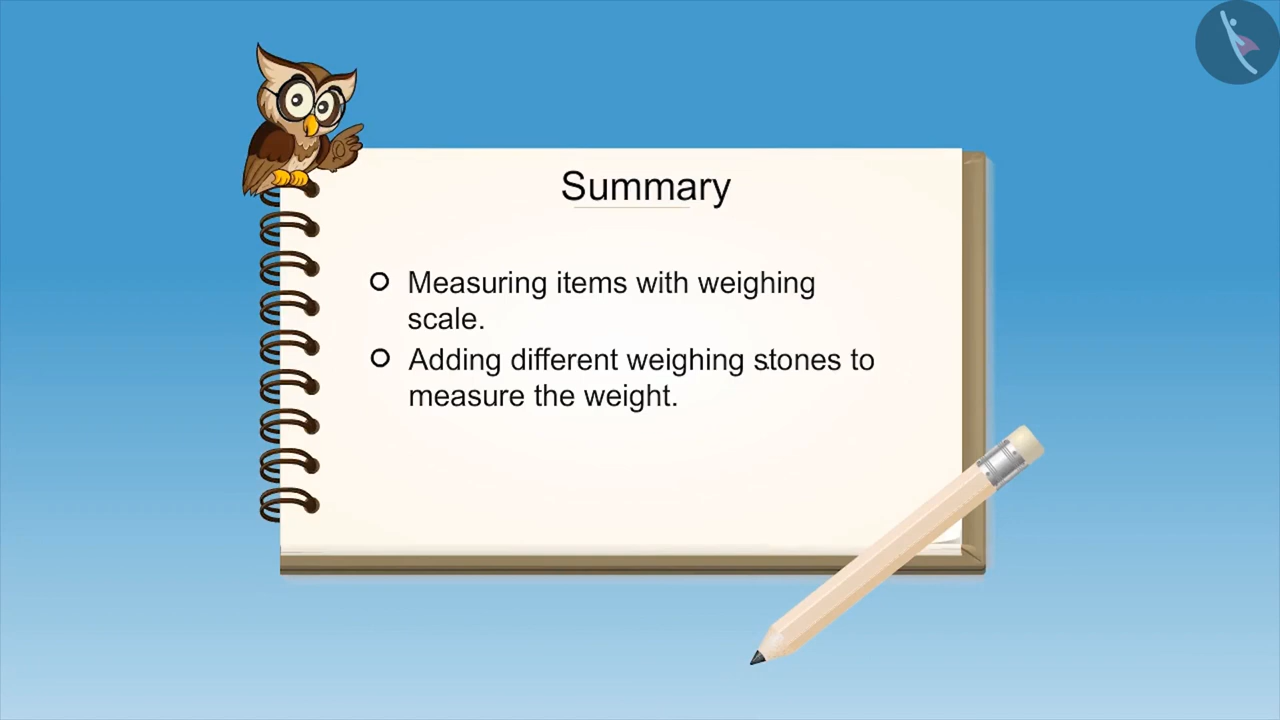 Summary
Measuring items with weighing
scale.
Adding different weighing stones to
measure the weight.